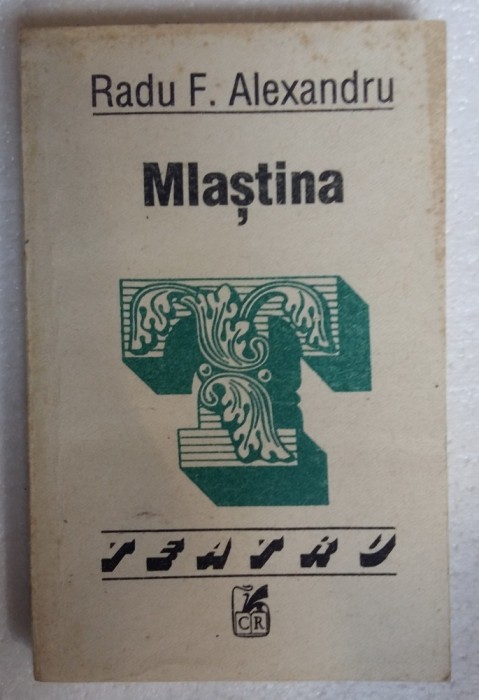 Radu F. Alexandru
Mlaștina
T
TEATRU
CR